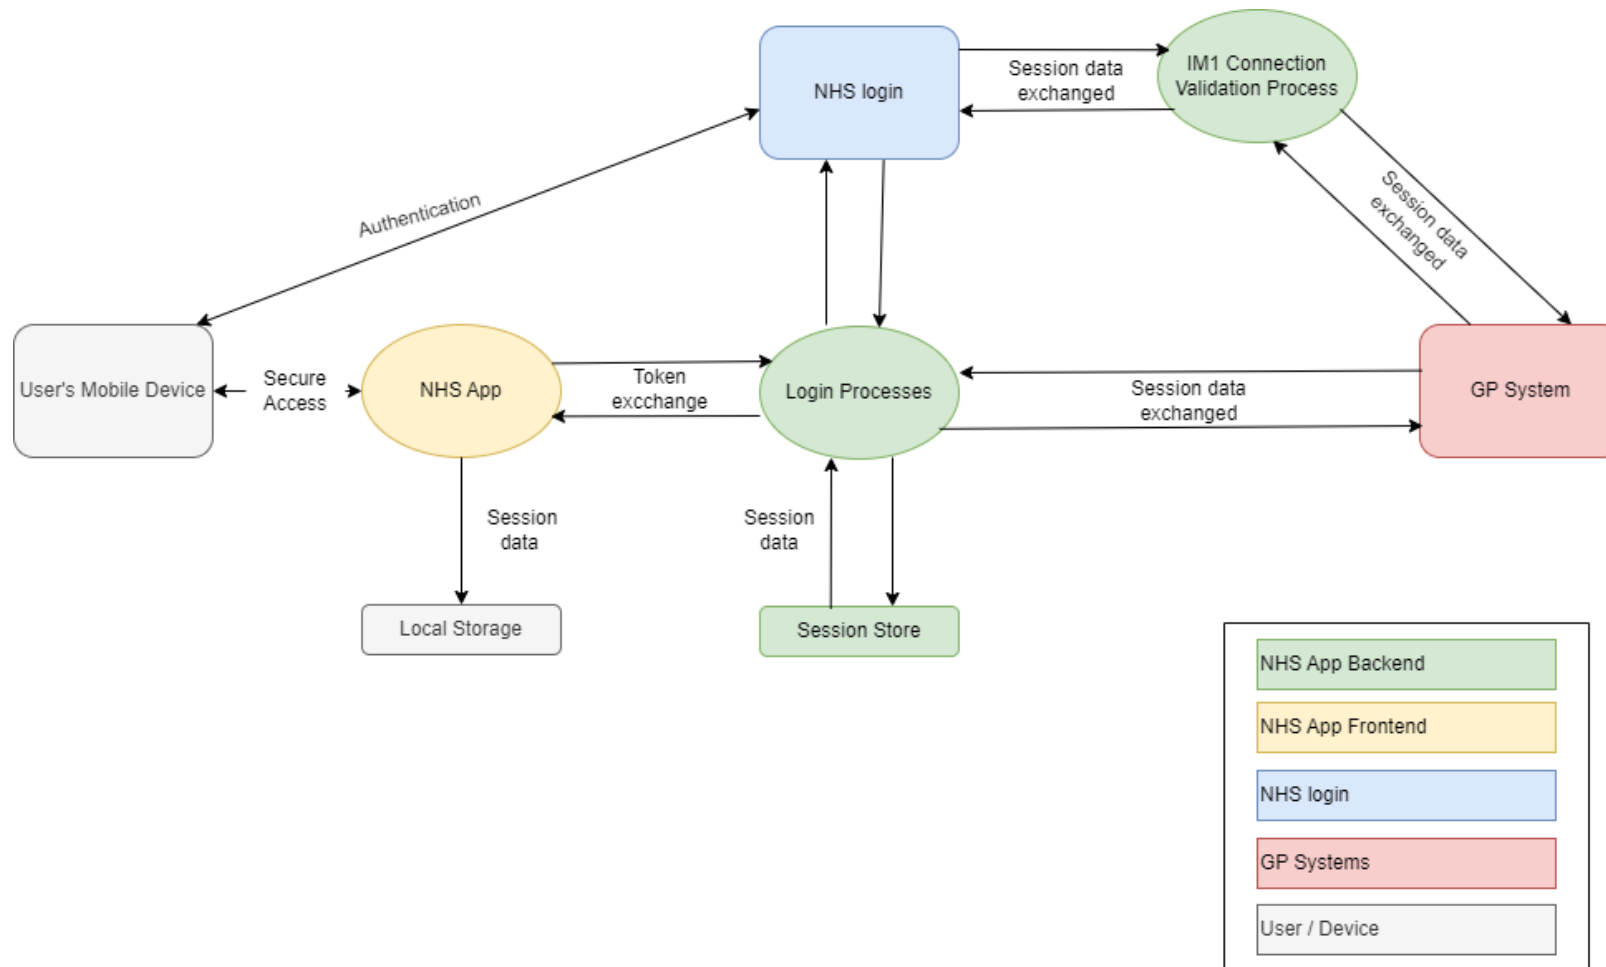 NHS login
Session data
exchanged
IM1 Connection
Validation Process
Authentication
Session data
exchanged
User's Mobile Device
Secure
Access
NHS App
Token
excchange
Login Processes
Session data
exchanged
GP System
Session
data
Session
data
Local Storage
Session Store
NHS App Backend
NHS App Frontend
NHS login
GP Systems
User / Device